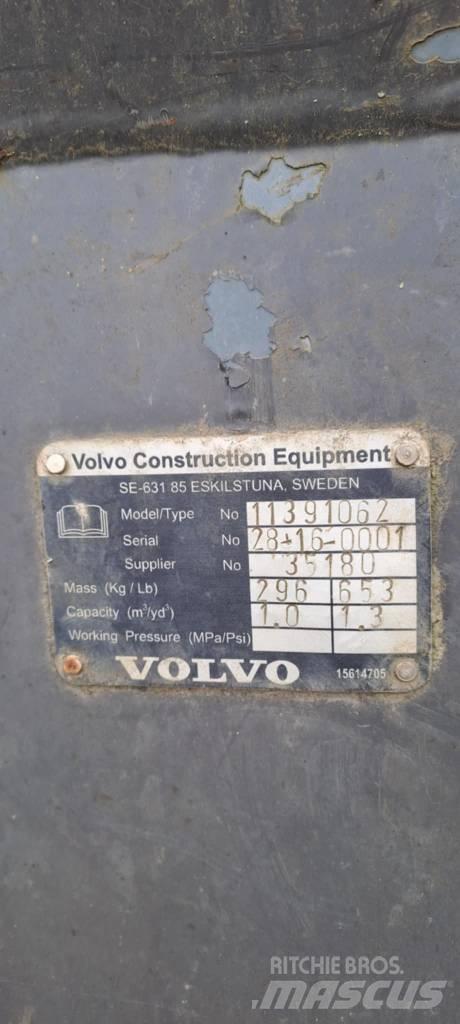 Volvo Construction Equipment
SE-631 85 ESKILSTUNA, SWEDEN
Model/Type No 11391062
Serial No 28-16-0001
Supplier No 35180
Mass (Kg / Lb) 296 653
Capacity (m³/yd³) 1.0 1.3
Working Pressure (MPa/Psi)
VOLVO 15614705
RITCHIE BROS.
MASCUS